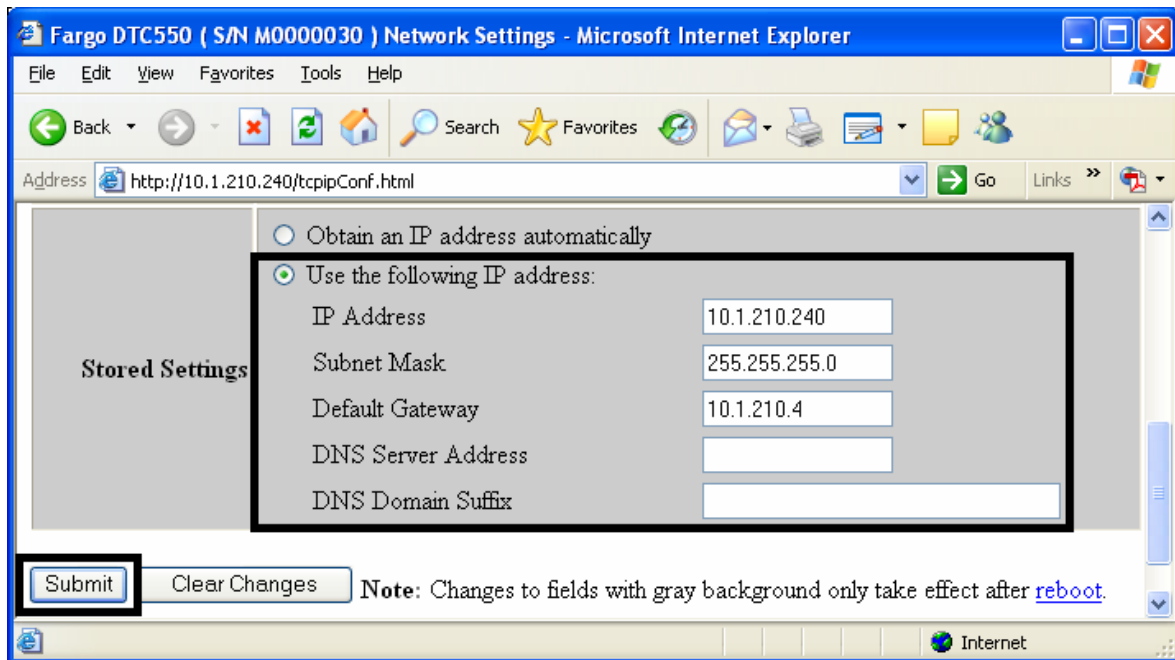 Fargo DTC550 ( S/N M0000030 ) Network Settings - Microsoft Internet Explorer
File Edit View Favorites Tools Help
Back Search Favorites
Address http://10.1.210.240/tcpipConf.html Go Links »
Obtain an IP address automatically
Use the following IP address:
IP Address 10.1.210.240
Stored Settings
Subnet Mask 255.255.255.0
Default Gateway 10.1.210.4
DNS Server Address
DNS Domain Suffix
Submit Clear Changes Note: Changes to fields with gray background only take effect after reboot.
Internet